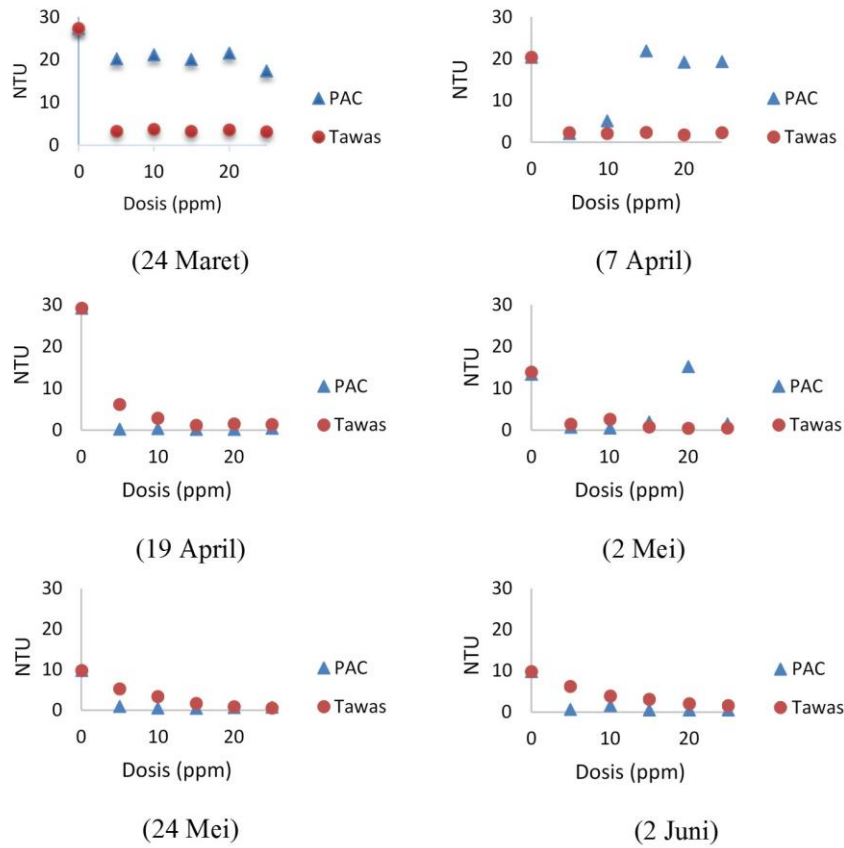 30
20
10
0
NTU
0
10
20
Dosis (ppm)
PAC
Tawas
(24 Maret)
30
20
10
0
NTU
0
10
20
Dosis (ppm)
PAC
Tawas
(7 April)
30
20
10
0
NTU
0
10
20
Dosis (ppm)
PAC
Tawas
(19 April)
30
20
10
0
NTU
0
10
20
Dosis (ppm)
PAC
Tawas
(2 Mei)
30
20
10
0
NTU
0
10
20
Dosis (ppm)
PAC
Tawas
(24 Mei)
30
20
10
0
NTU
0
10
20
Dosis (ppm)
PAC
Tawas
(2 Juni)